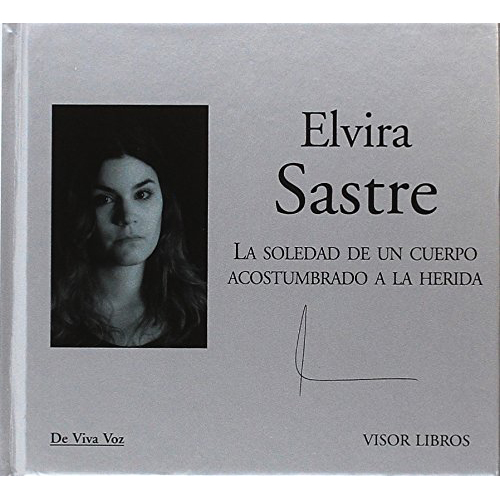 Elvira
Sastre
LA SOLEDAD DE UN CUERPO
ACOSTUMBRADO A LA HERIDA
De Viva Voz
VISOR LIBROS